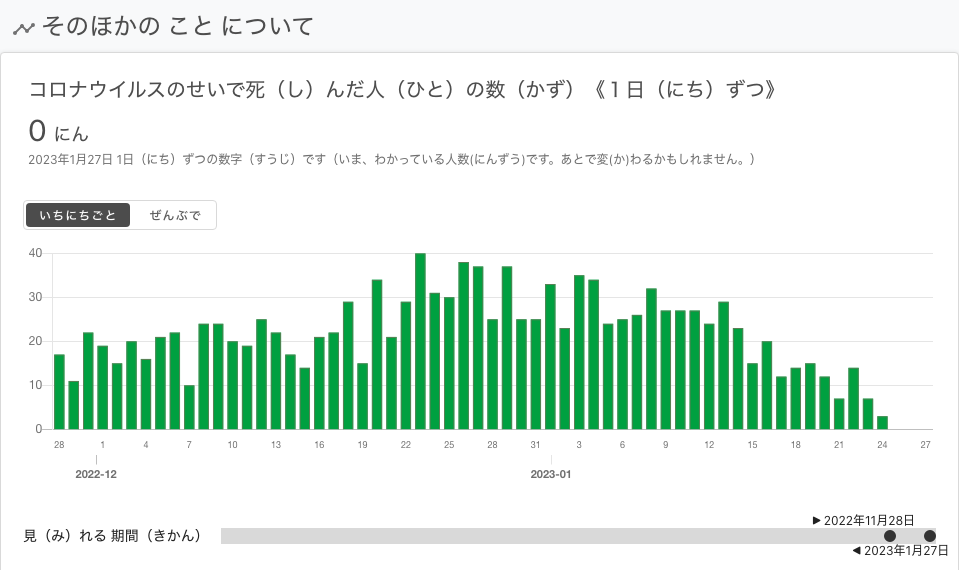 そのほかの こと について
コロナウイルスのせいで死（し）んだ人（ひと）の数（かず）《１日（にち）ずつ》
0 にん
2023年1月27日 1日（にち）ずつの数字（すうじ）です（いま、わかっている人数(にんずう)です。あとで変(か)わるかもしれません。）
いちにちごと ぜんぶで
40
30
20
10
0
28 1 4 7 10 13 16 19 22 25 28 31 3 6 9 12 15 18 21 24 27
2022-12 2023-01
▶ 2022年11月28日
見（み）れる 期間（きかん）
◀ 2023年1月27日